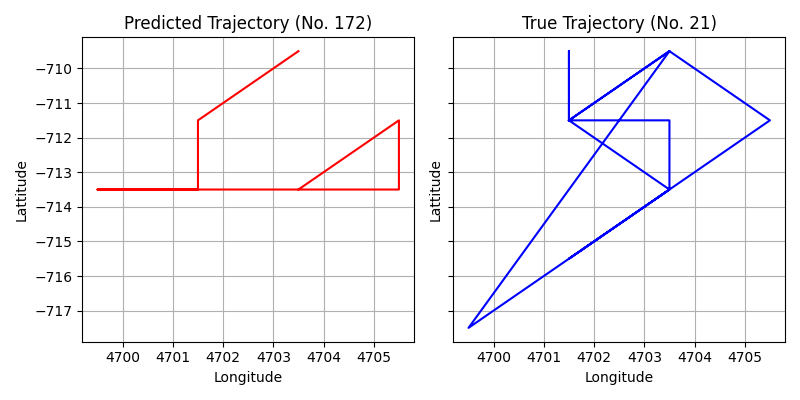 Predicted Trajectory (No. 172)
True Trajectory (No. 21)
−710
−711
−712
−713
−714
−715
−716
−717
Lattitude
Lattitude
4700 4701 4702 4703 4704 4705
4700 4701 4702 4703 4704 4705
Longitude
Longitude